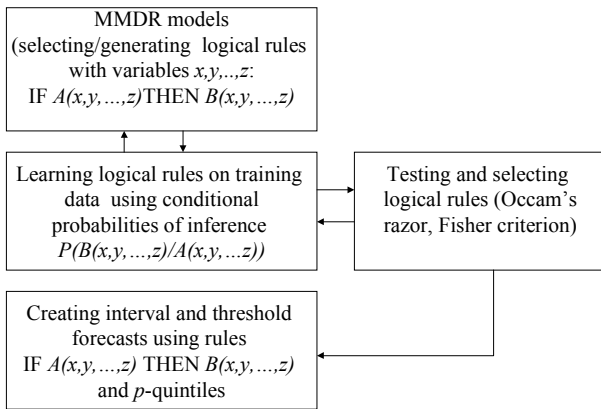 MMDR models
(selecting/generating logical rules
with variables x,y,..,z:
IF A(x,y,…,z)THEN B(x,y,…,z)
Learning logical rules on training
data using conditional
probabilities of inference
P(B(x,y,…,z)/A(x,y,…z))
Testing and selecting
logical rules (Occam’s
razor, Fisher criterion)
Creating interval and threshold
forecasts using rules
IF A(x,y,…,z) THEN B(x,y,…,z)
and p-quintiles